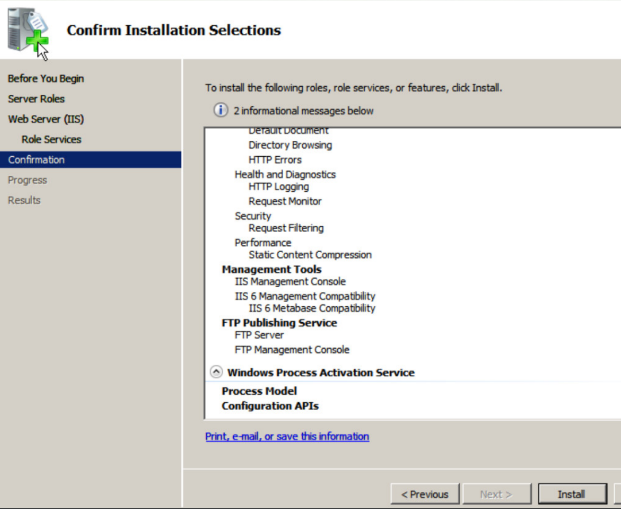 Confirm Installation Selections
Before You Begin
Server Roles
Web Server (IIS)
Role Services
Confirmation
Progress
Results
To install the following roles, role services, or features, click Install.
2 informational messages below
Default Document
Directory Browsing
HTTP Errors
Health and Diagnostics
HTTP Logging
Request Monitor
Security
Request Filtering
Performance
Static Content Compression
Management Tools
IIS Management Console
IIS 6 Management Compatibility
IIS 6 Metabase Compatibility
FTP Publishing Service
FTP Server
FTP Management Console
Windows Process Activation Service
Process Model
Configuration APIs
Print, e-mail, or save this information
< Previous Next > Install